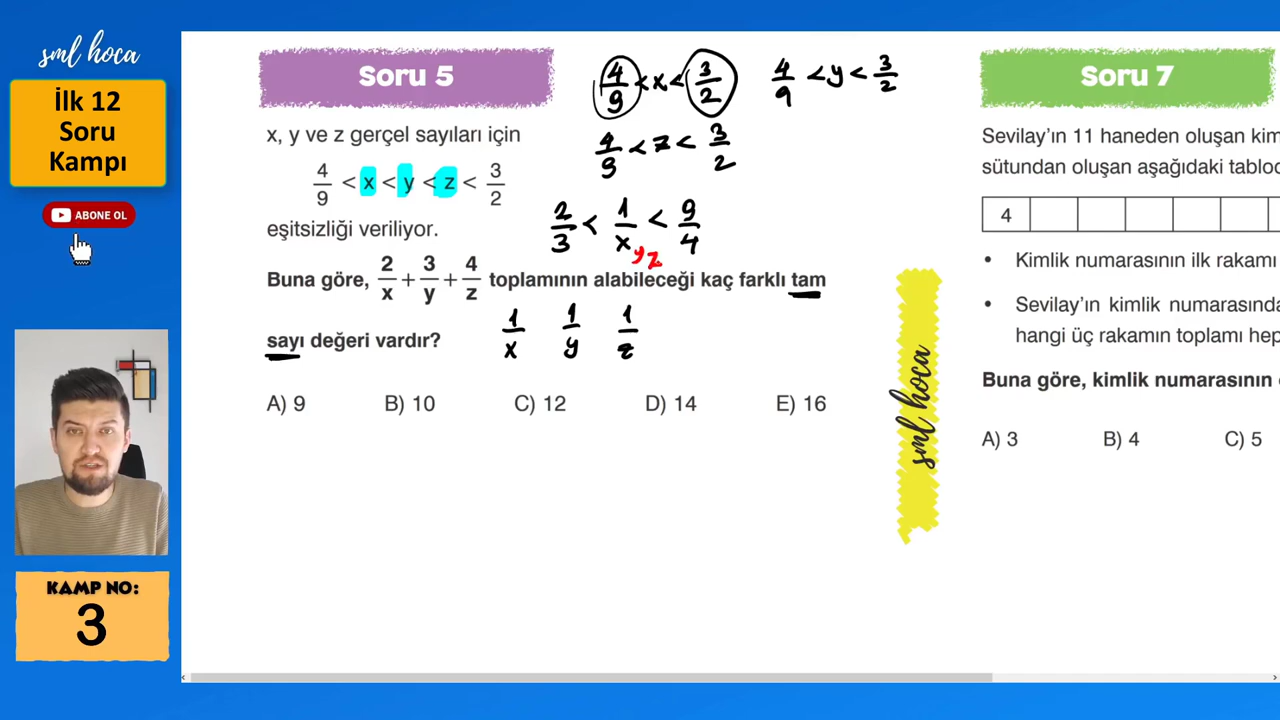 sml hoca
İlk 12
Soru
Kampı
ABONE OL
KAMP NO:
3
Soru 5
x, y ve z gerçel sayıları için
4/9 < x < y < z < 3/2
eşitsizliği veriliyor.
Buna göre, 2/x + 3/y + 4/z toplamının alabileceği kaç farklı tam
sayı değeri vardır?
A) 9 B) 10 C) 12 D) 14 E) 16
4/9 < x < 3/2 4/9 < y < 3/2
4/9 < z < 3/2
2/3 < 1/x < 9/4
y z
1/x 1/y 1/z
sml hoca
Soru 7
Sevilay'ın 11 haneden oluşan kim
sütundan oluşan aşağıdaki tabloc
4
• Kimlik numarasının ilk rakamı
• Sevilay'ın kimlik numarasında
hangi üç rakamın toplamı hep
Buna göre, kimlik numarasının
A) 3 B) 4 C) 5